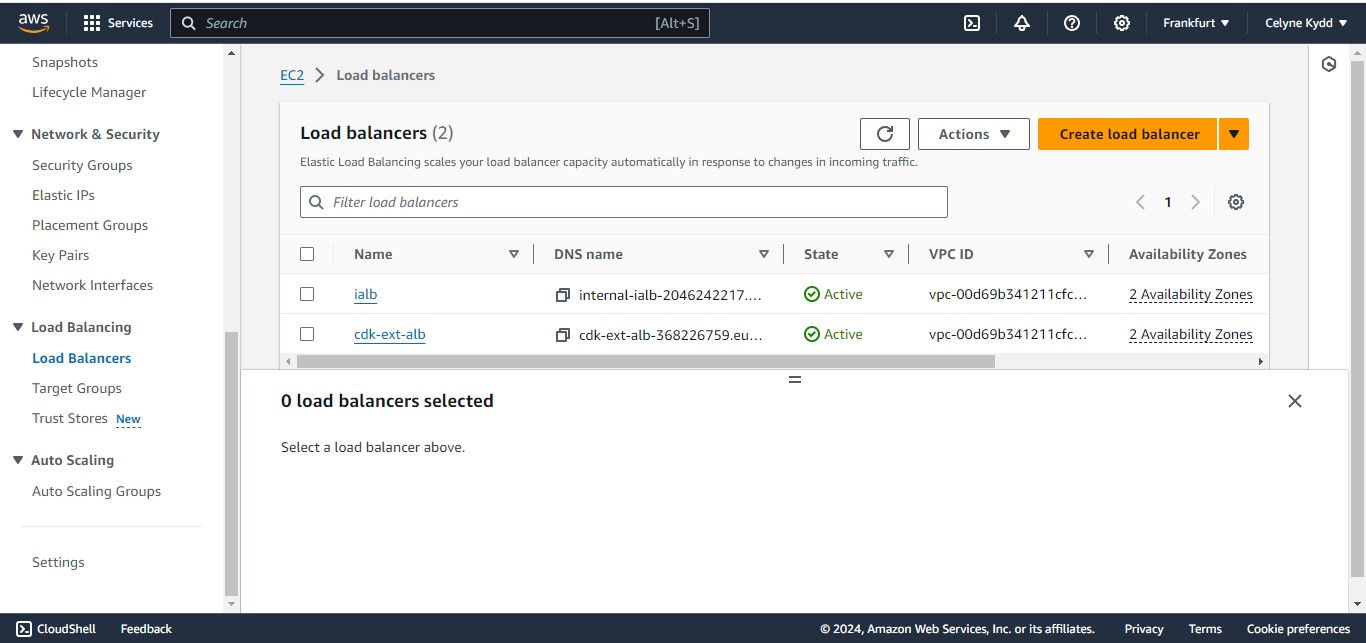 aws Services Search [Alt+S] Frankfurt Celyne Kydd
Snapshots
Lifecycle Manager
Network & Security
Security Groups
Elastic IPs
Placement Groups
Key Pairs
Network Interfaces
Load Balancing
Load Balancers
Target Groups
Trust Stores New
Auto Scaling
Auto Scaling Groups
Settings
EC2 Load balancers
Load balancers (2) Actions Create load balancer
Elastic Load Balancing scales your load balancer capacity automatically in response to changes in incoming traffic.
Filter load balancers 1
Name DNS name State VPC ID Availability Zones
ialb internal-ialb-2046242217.... Active vpc-00d69b341211cfc... 2 Availability Zones
cdk-ext-alb cdk-ext-alb-368226759.eu... Active vpc-00d69b341211cfc... 2 Availability Zones
0 load balancers selected
Select a load balancer above.
CloudShell Feedback © 2024, Amazon Web Services, Inc. or its affiliates. Privacy Terms Cookie preferences